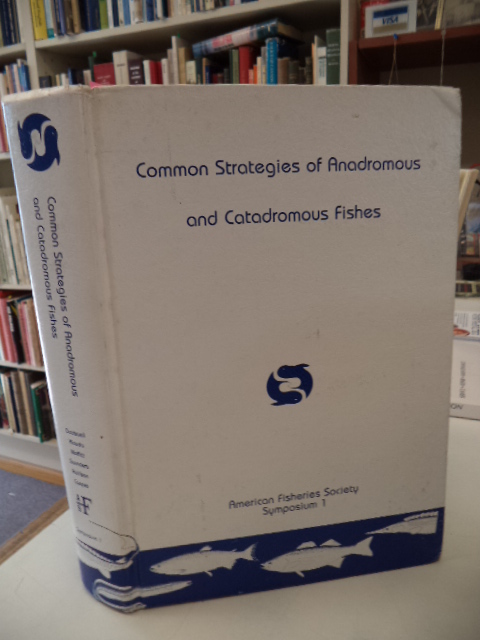 Common Strategies of Anadromous
and Catadromous Fishes
American Fisheries Society
Symposium 1
Common Strategies of Anadromous
and Catadromous Fishes
VISA